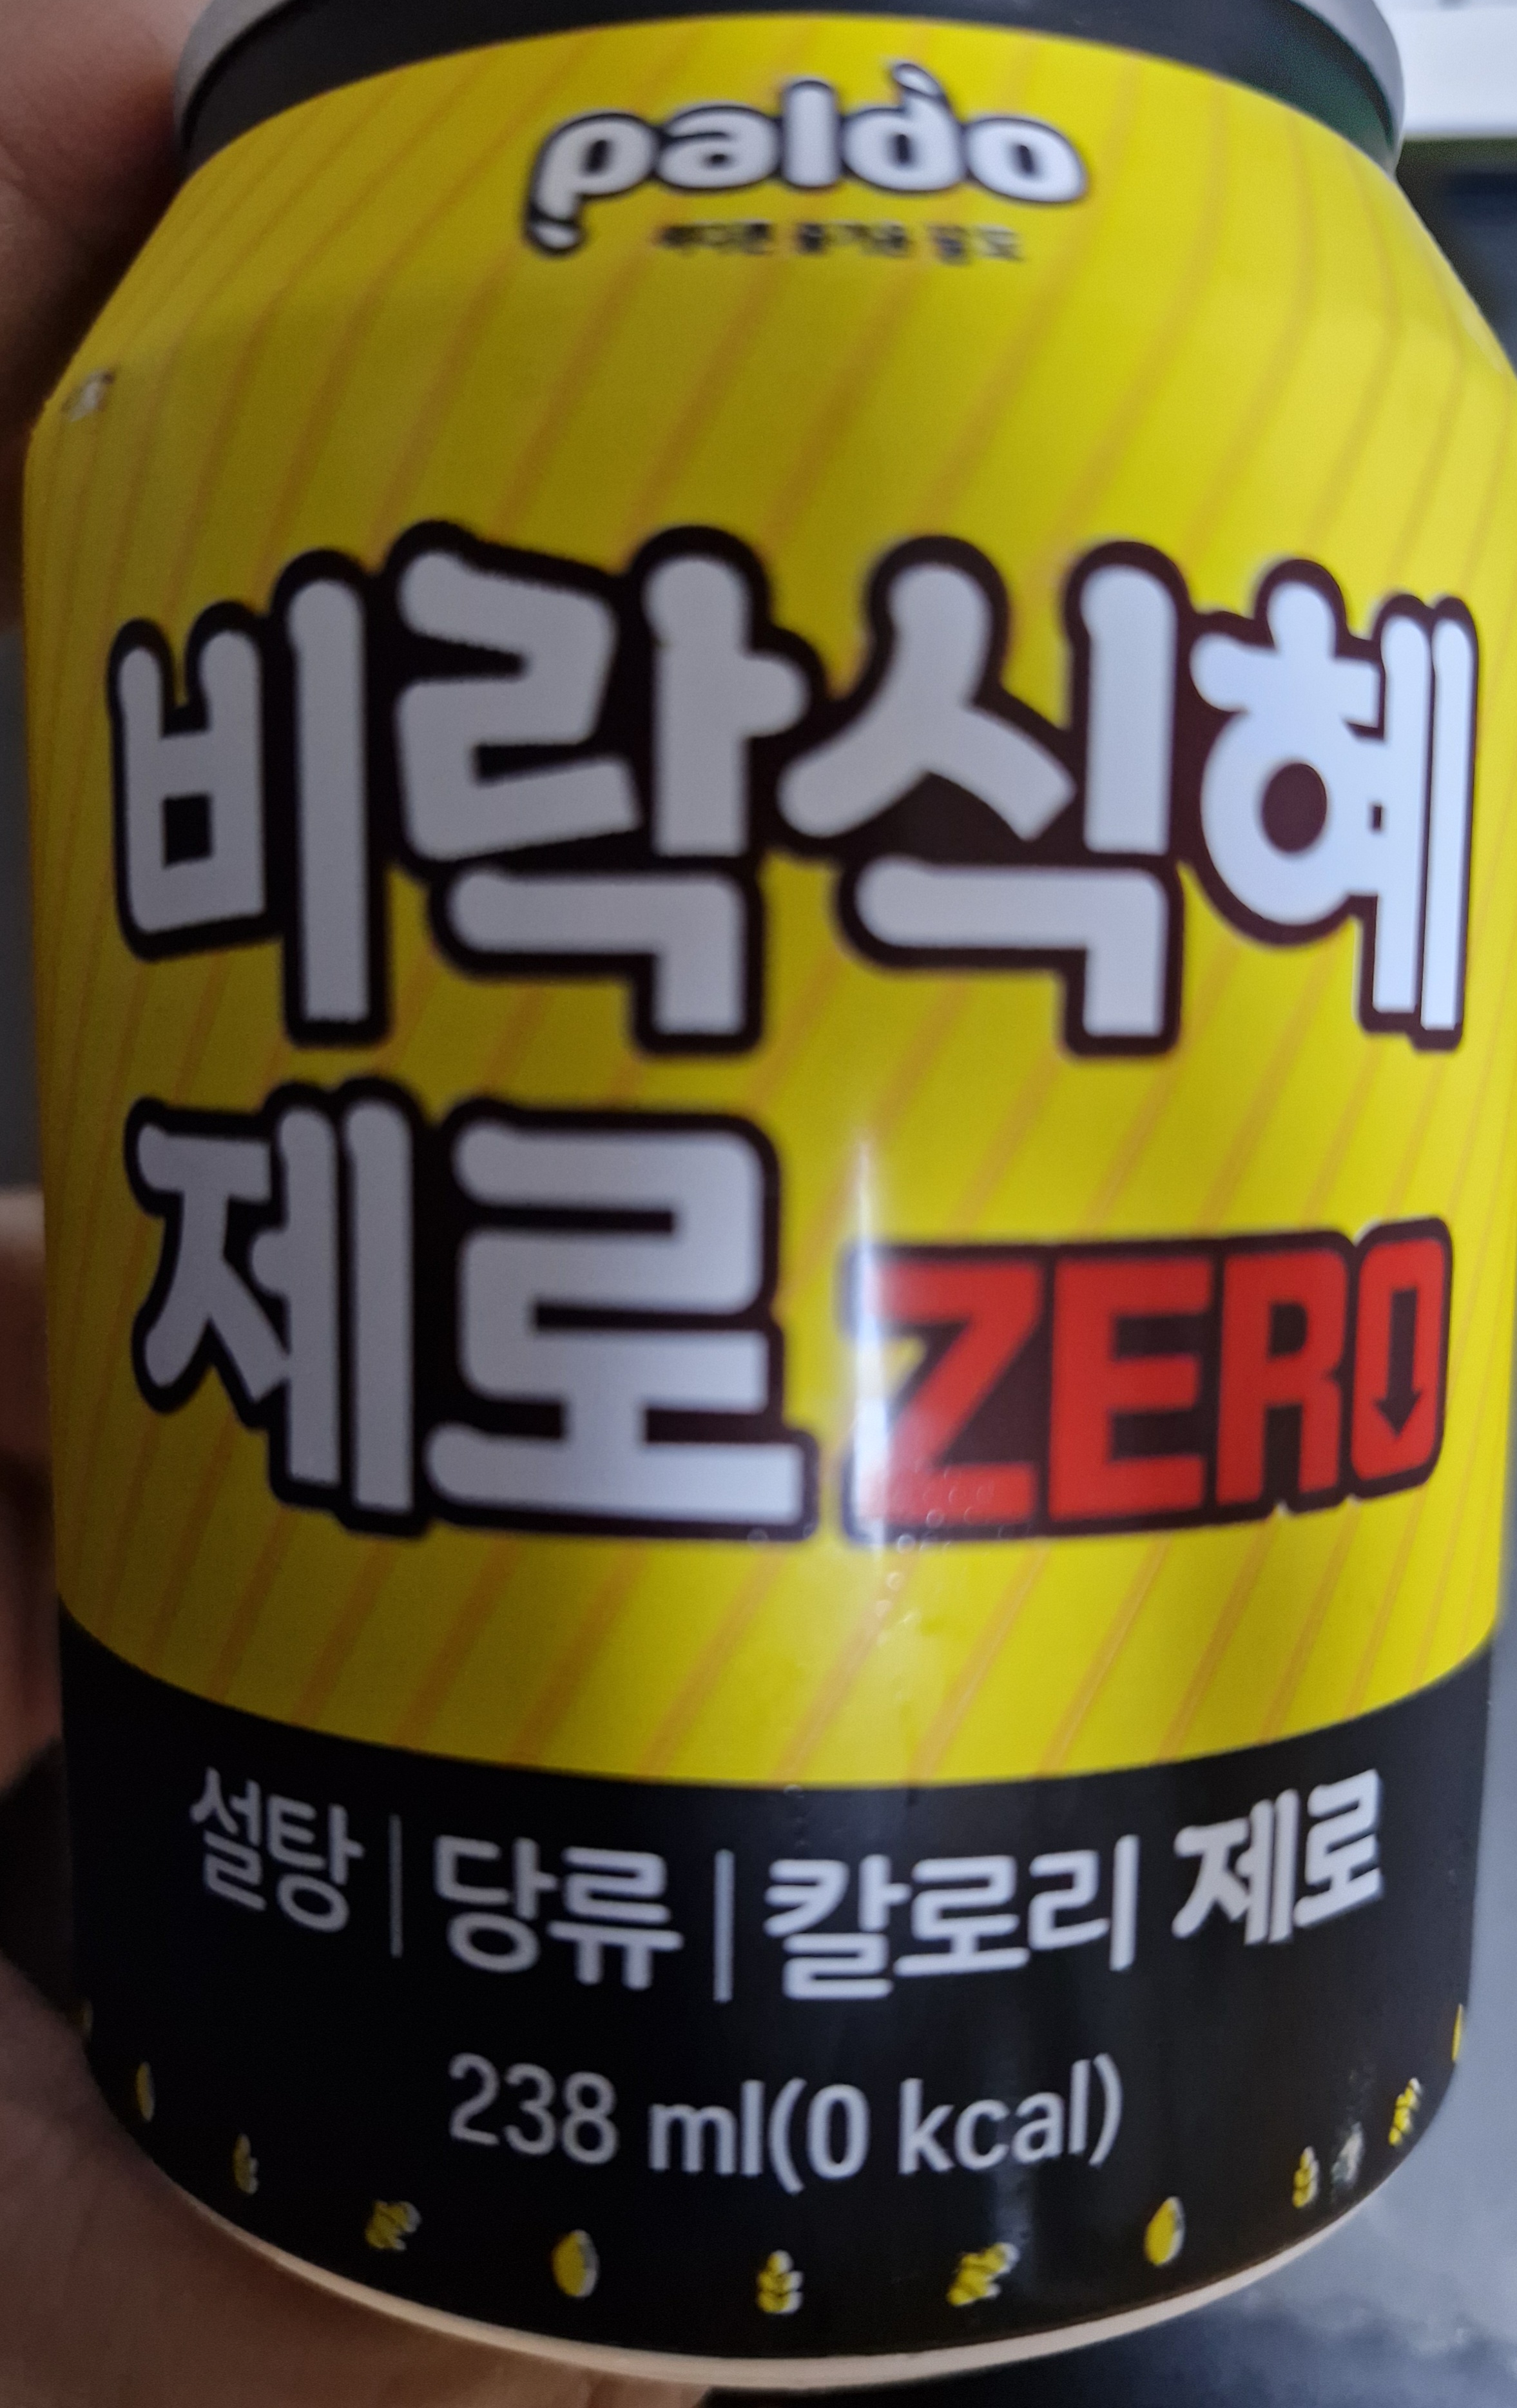 paldo
비락식혜
제로 ZERO
설탕 | 당류 | 칼로리 제로
238 ml(0 kcal)